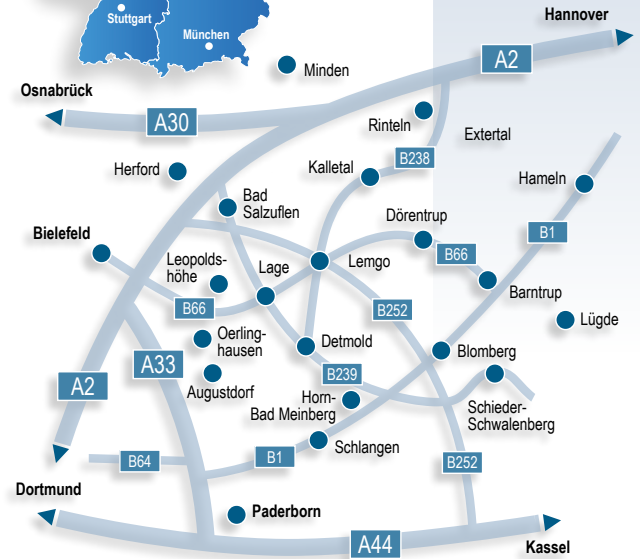 Stuttgart
München
Hannover
A2
Minden
Osnabrück
A30
Rinteln
Extertal
B238
Herford
Kalletal
Hameln
Bad
Salzuflen
Dörentrup
B1
Bielefeld
Leopolds-
höhe
Lage
Lemgo
B66
Barntrup
B66
B252
Lügde
Oerling-
hausen
Detmold
Blomberg
A33
A2
Augustdorf
B239
Horn-
Bad Meinberg
Schieder-
Schwalenberg
Schlangen
B64
B1
B252
Dortmund
Paderborn
A44
Kassel